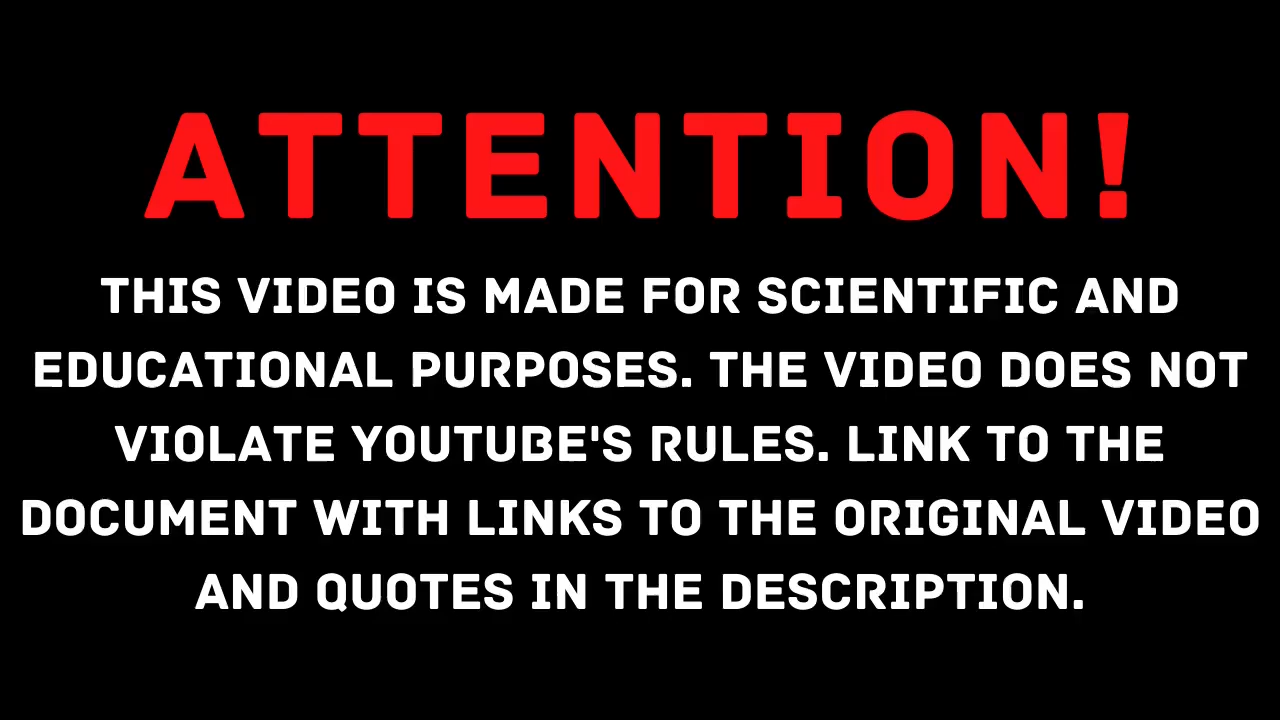 ATTENTION!
THIS VIDEO IS MADE FOR SCIENTIFIC AND
EDUCATIONAL PURPOSES. THE VIDEO DOES NOT
VIOLATE YOUTUBE'S RULES. LINK TO THE
DOCUMENT WITH LINKS TO THE ORIGINAL VIDEO
AND QUOTES IN THE DESCRIPTION.